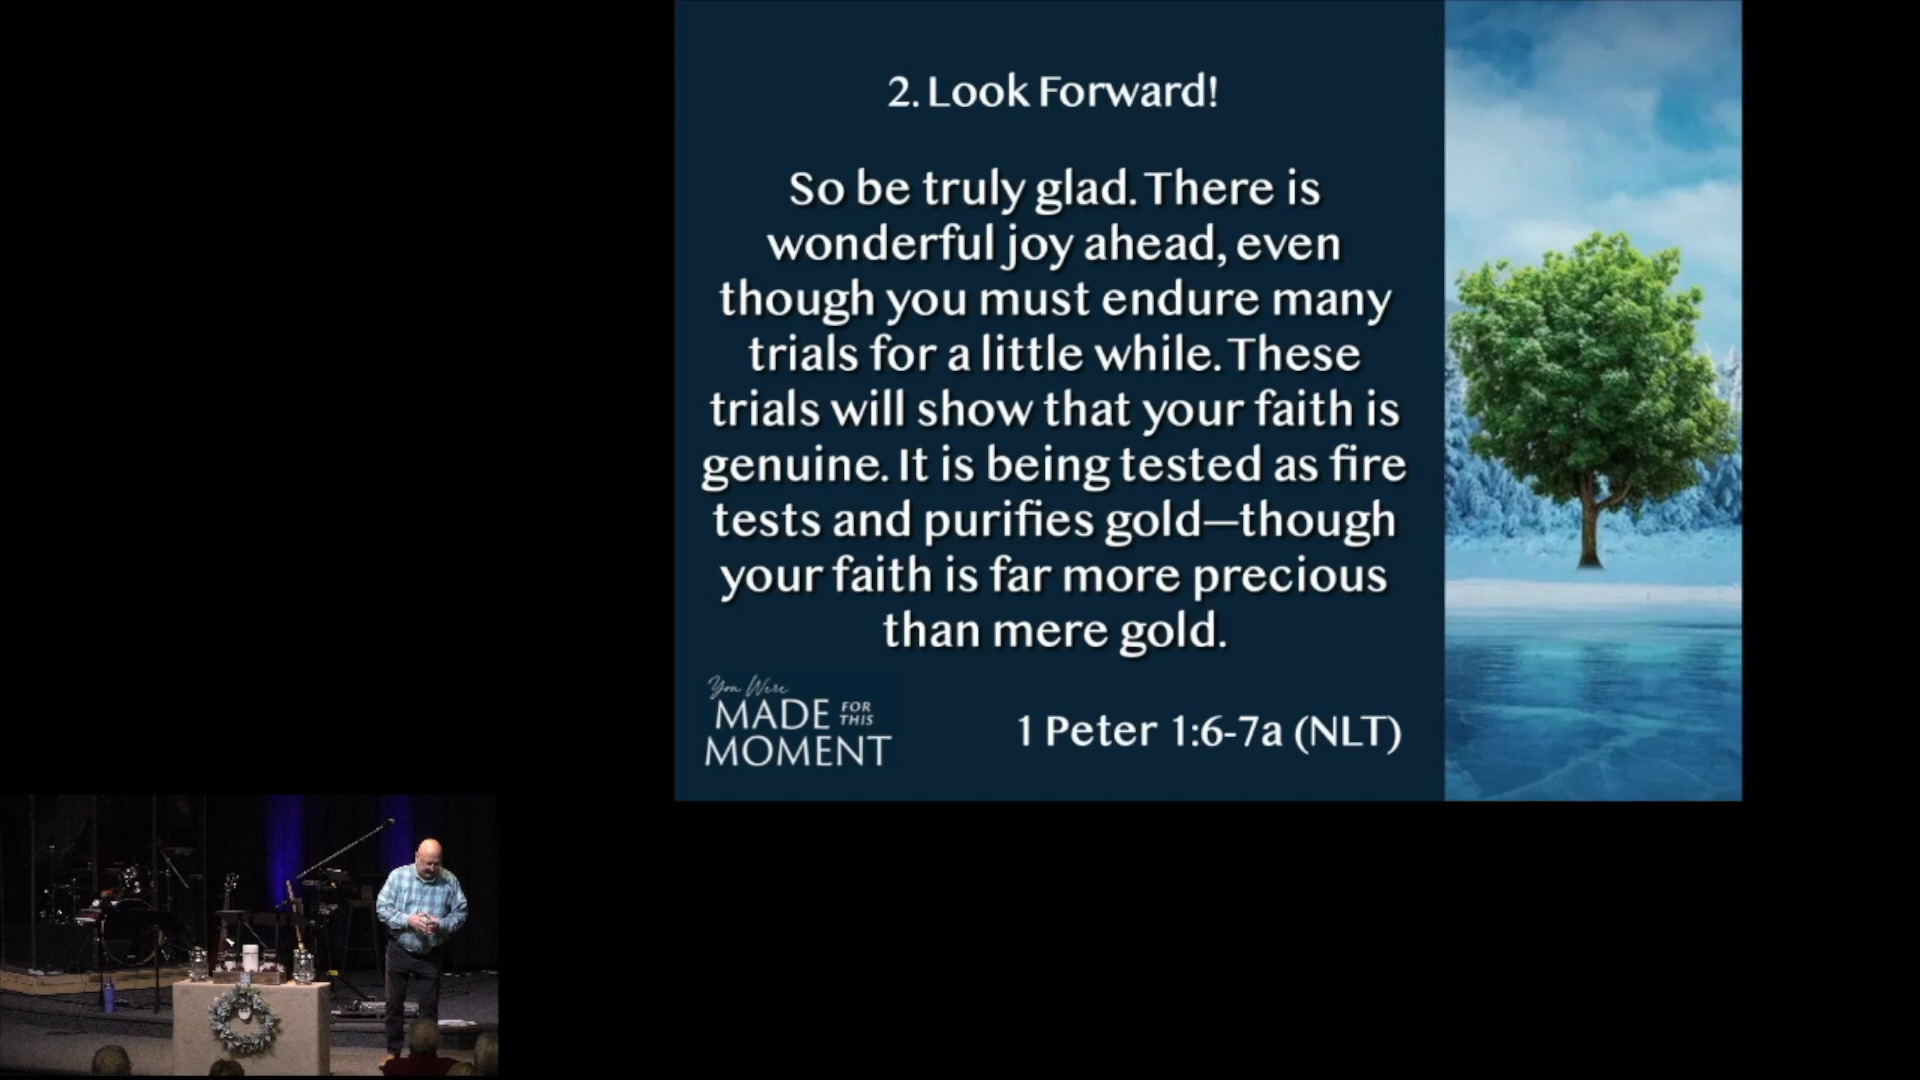 2. Look Forward!
So be truly glad. There is
wonderful joy ahead, even
though you must endure many
trials for a little while. These
trials will show that your faith is
genuine. It is being tested as fire
tests and purifies gold—though
your faith is far more precious
than mere gold.
You Were
MADE FOR THIS
MOMENT
1 Peter 1:6-7a (NLT)